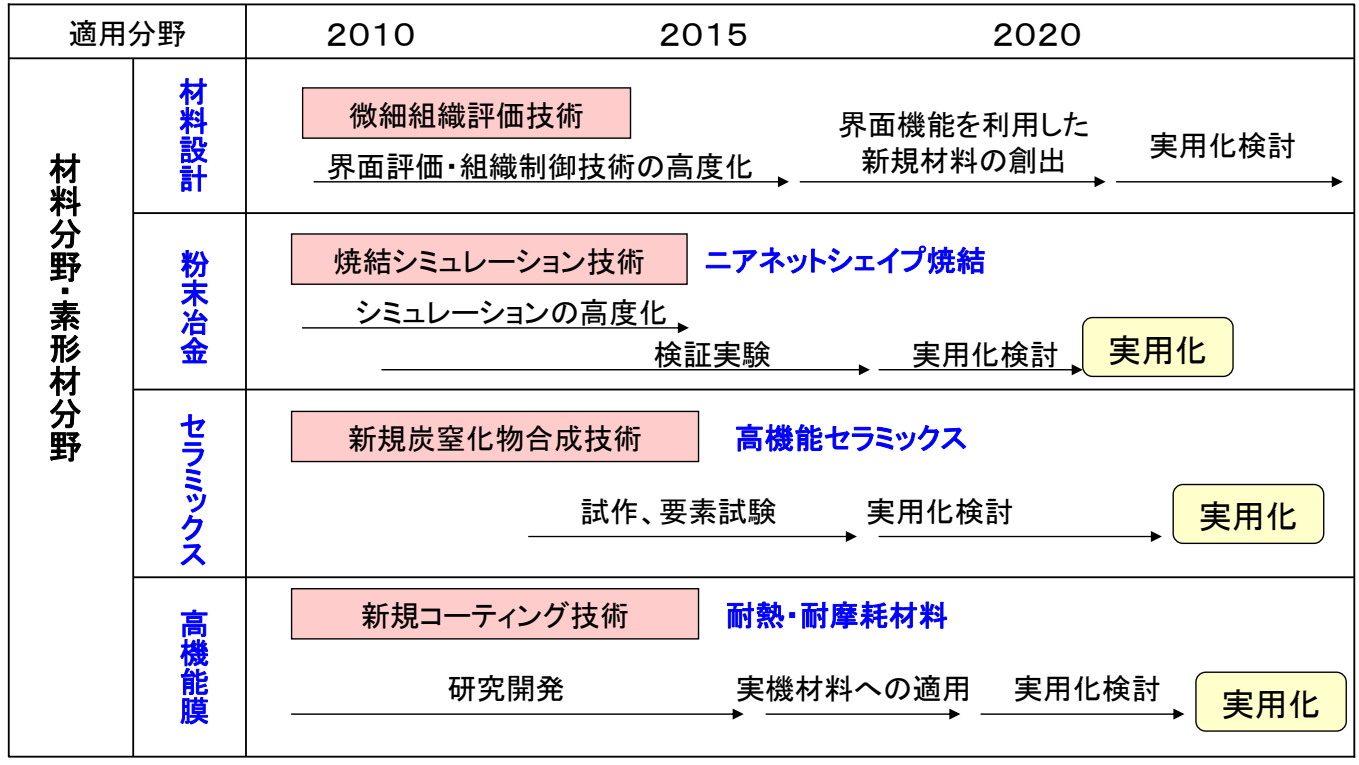 適用分野
2010
2015
2020
材料分野・素形材分野
材料設計
微細組織評価技術
界面評価・組織制御技術の高度化
界面機能を利用した
新規材料の創出
実用化検討
粉末冶金
焼結シミュレーション技術
ニアネットシェイプ焼結
シミュレーションの高度化
検証実験
実用化検討
実用化
セラミックス
新規炭窒化物合成技術
高機能セラミックス
試作、要素試験
実用化検討
実用化
高機能膜
新規コーティング技術
耐熱・耐摩耗材料
研究開発
実機材料への適用
実用化検討
実用化